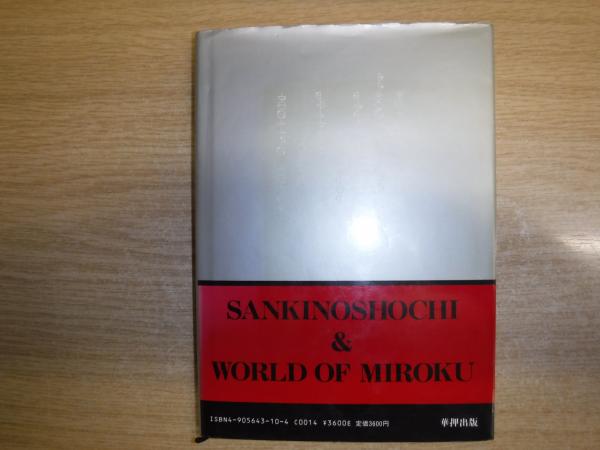 SANKINOSHOCHI
&
WORLD OF MIROKU
ISBN4-905643-10-4 C0014 ¥3600E 定価3600円 華押出版